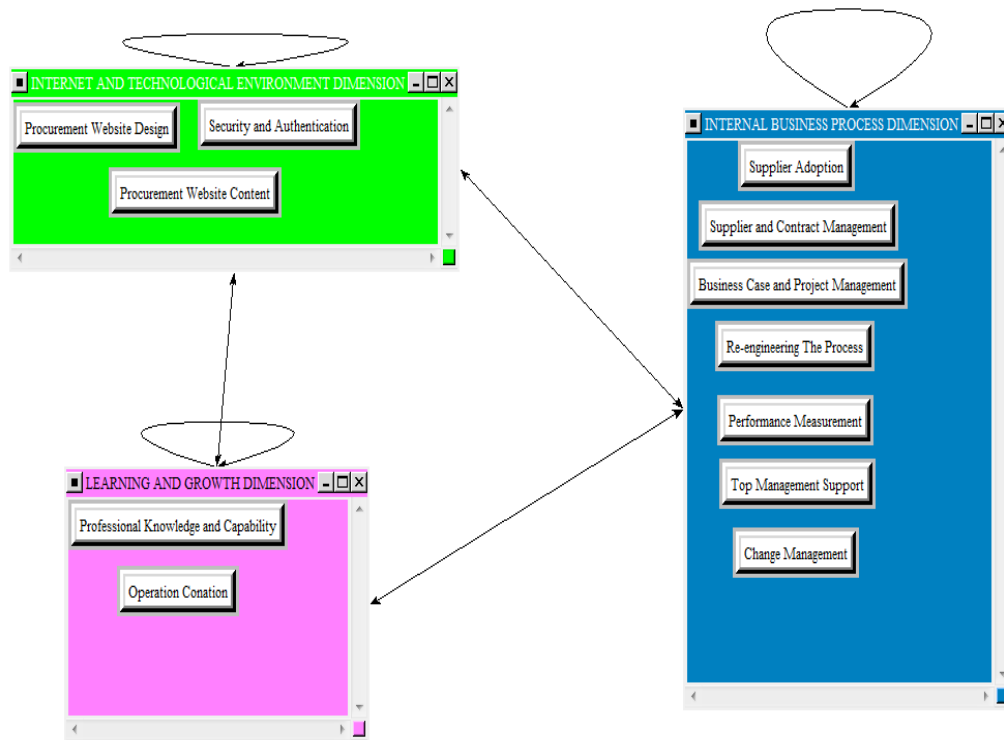 INTERNET AND TECHNOLOGICAL ENVIRONMENT DIMENSION
Procurement Website Design
Security and Authentication
Procurement Website Content
INTERNAL BUSINESS PROCESS DIMENSION
Supplier Adoption
Supplier and Contract Management
Business Case and Project Management
Re-engineering The Process
Performance Measurement
Top Management Support
Change Management
LEARNING AND GROWTH DIMENSION
Professional Knowledge and Capability
Operation Conation